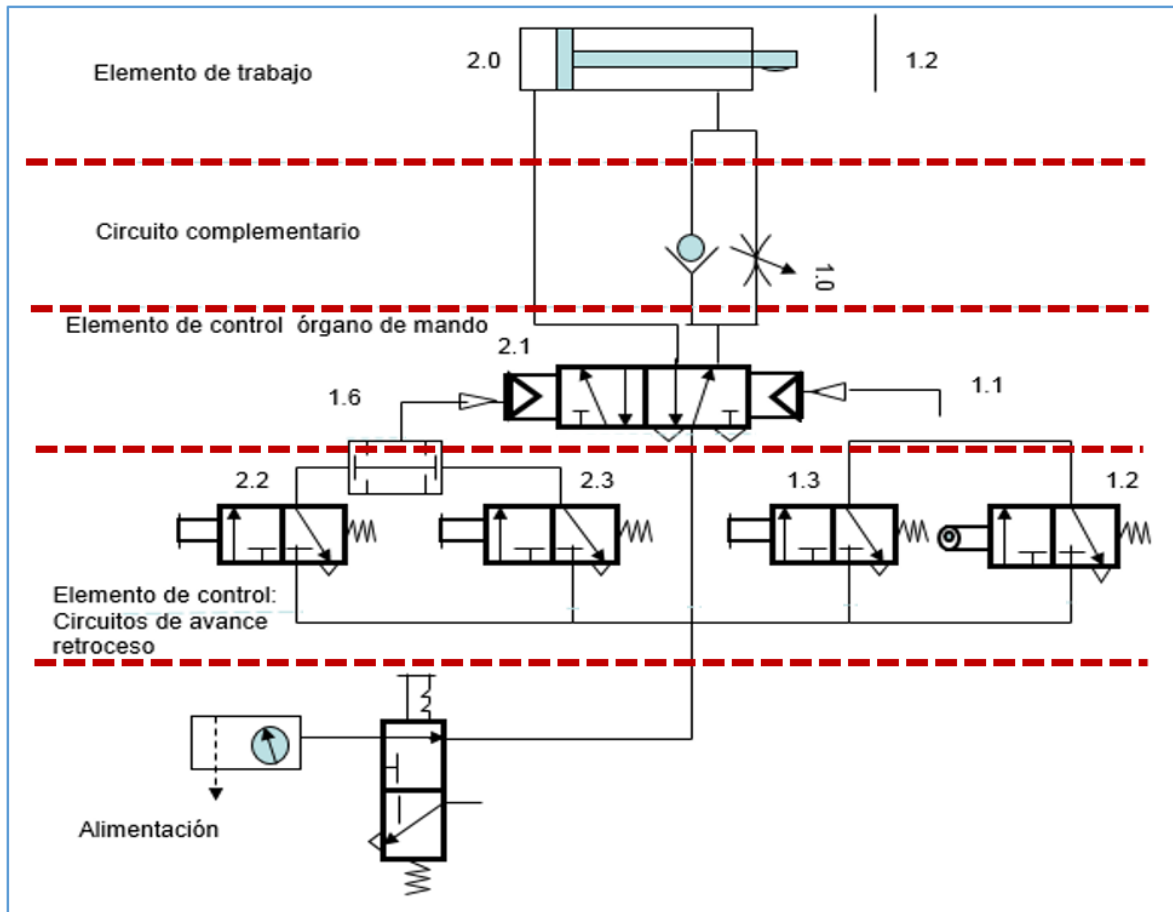 Elemento de trabajo
2.0
1.2
Circuito complementario
1.0
Elemento de control órgano de mando
2.1
1.6
1.1
2.2
2.3
1.3
1.2
Elemento de control:
Circuitos de avance
retroceso
Alimentación